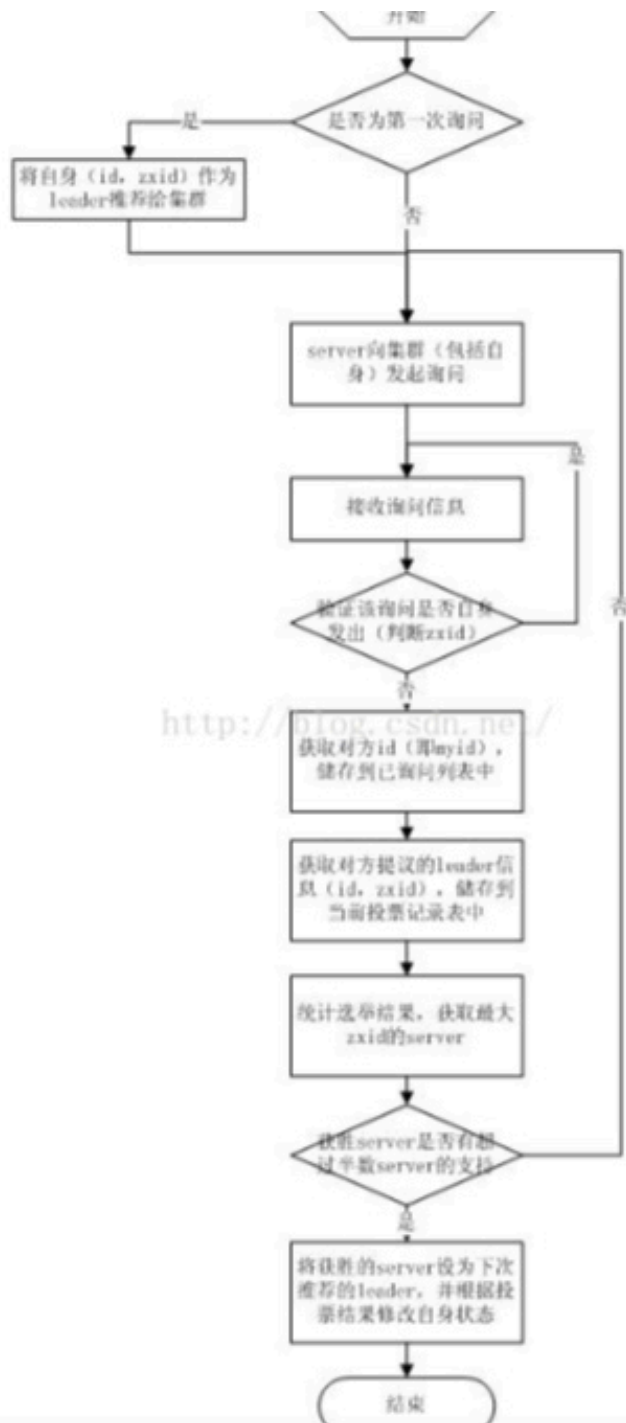 开始
是否为第一次询问
是
将自身（id，zxid）作为
leader推荐给集群
否
server向集群（包括自
身）发起询问
是
接收询问信息
否
验证该询问是否自身
发出（判断zxid）
否
http://blog.csdn.net/
获取对方id（即myid），
储存到已询问列表中
获取对方提议的leader信
息（id，zxid），储存到
当前投票记录表中
统计选举结果，获取最大
zxid的server
获胜server是否有超
过半数server的支持
是
将获胜的server设为下次
推荐的leader，并根据投
票结果修改自身状态
结束